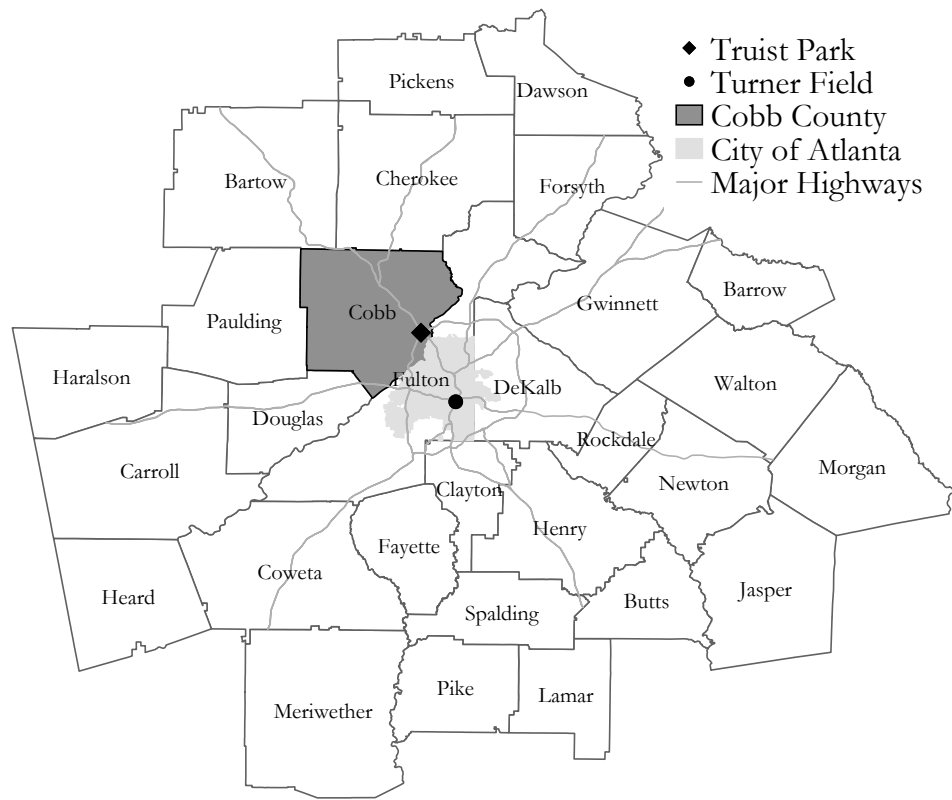 Truist Park
Turner Field
Cobb County
City of Atlanta
Major Highways
Pickens
Dawson
Bartow
Cherokee
Forsyth
Cobb
Paulding
Gwinnett
Barrow
Haralson
Fulton
DeKalb
Walton
Douglas
Rockdale
Carroll
Morgan
Clayton
Newton
Henry
Fayette
Coweta
Heard
Spalding
Butts
Jasper
Meriwether
Pike
Lamar